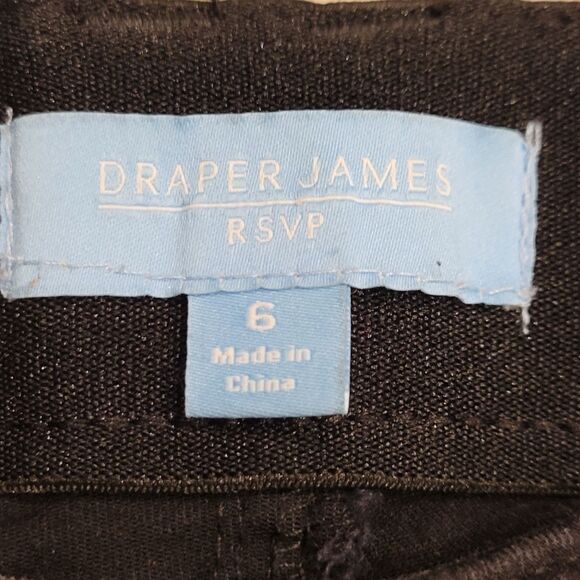 DRAPER JAMES
RSVP
6
Made in
China